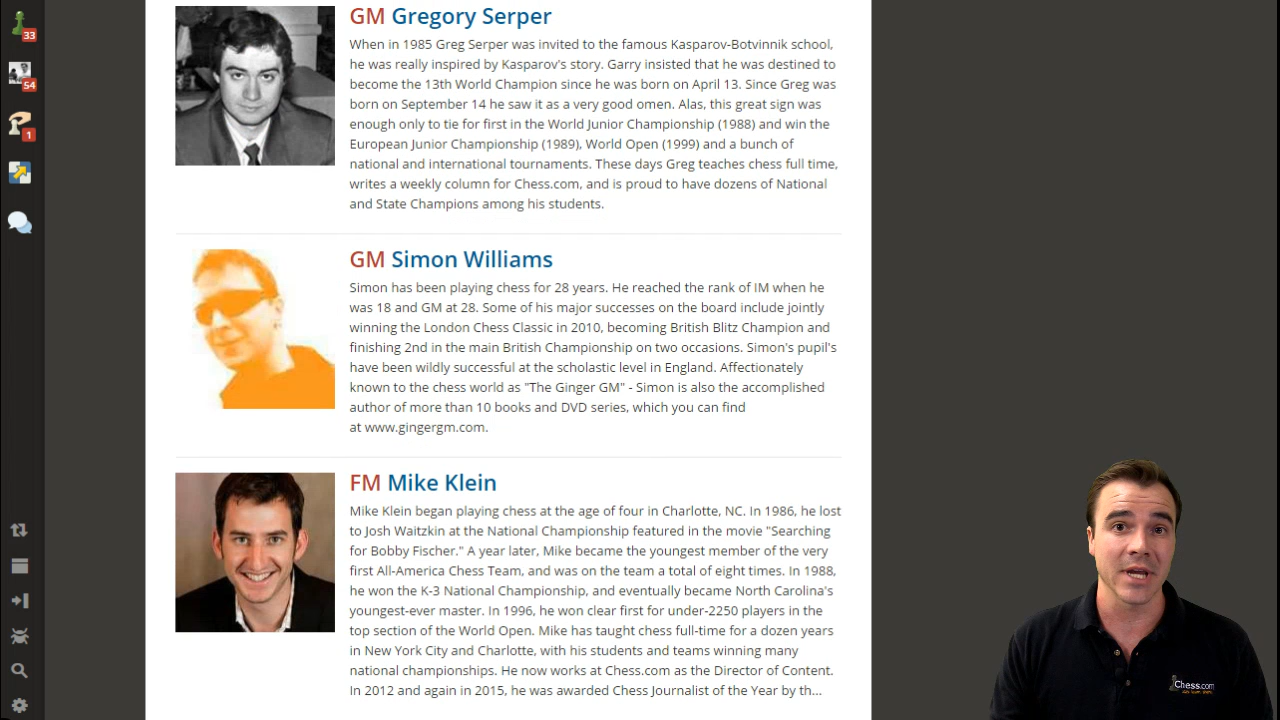 33
54
1
GM Gregory Serper
When in 1985 Greg Serper was invited to the famous Kasparov-Botvinnik school,
he was really inspired by Kasparov's story. Garry insisted that he was destined to
become the 13th World Champion since he was born on April 13. Since Greg was
born on September 14 he saw it as a very good omen. Alas, this great sign was
enough only to tie for first in the World Junior Championship (1988) and win the
European Junior Championship (1989), World Open (1999) and a bunch of
national and international tournaments. These days Greg teaches chess full time,
writes a weekly column for Chess.com, and is proud to have dozens of National
and State Champions among his students.
GM Simon Williams
Simon has been playing chess for 28 years. He reached the rank of IM when he
was 18 and GM at 28. Some of his major successes on the board include jointly
winning the London Chess Classic in 2010, becoming British Blitz Champion and
finishing 2nd in the main British Championship on two occasions. Simon's pupil's
have been wildly successful at the scholastic level in England. Affectionately
known to the chess world as "The Ginger GM" - Simon is also the accomplished
author of more than 10 books and DVD series, which you can find
at www.gingergm.com.
FM Mike Klein
Mike Klein began playing chess at the age of four in Charlotte, NC. In 1986, he lost
to Josh Waitzkin at the National Championship featured in the movie "Searching
for Bobby Fischer." A year later, Mike became the youngest member of the very
first All-America Chess Team, and was on the team a total of eight times. In 1988,
he won the K-3 National Championship, and eventually became North Carolina's
youngest-ever master. In 1996, he won clear first for under-2250 players in the
top section of the World Open. Mike has taught chess full-time for a dozen years
in New York City and Charlotte, with his students and teams winning many
national championships. He now works at Chess.com as the Director of Content.
In 2012 and again in 2015, he was awarded Chess Journalist of the Year by th...
Chess.com